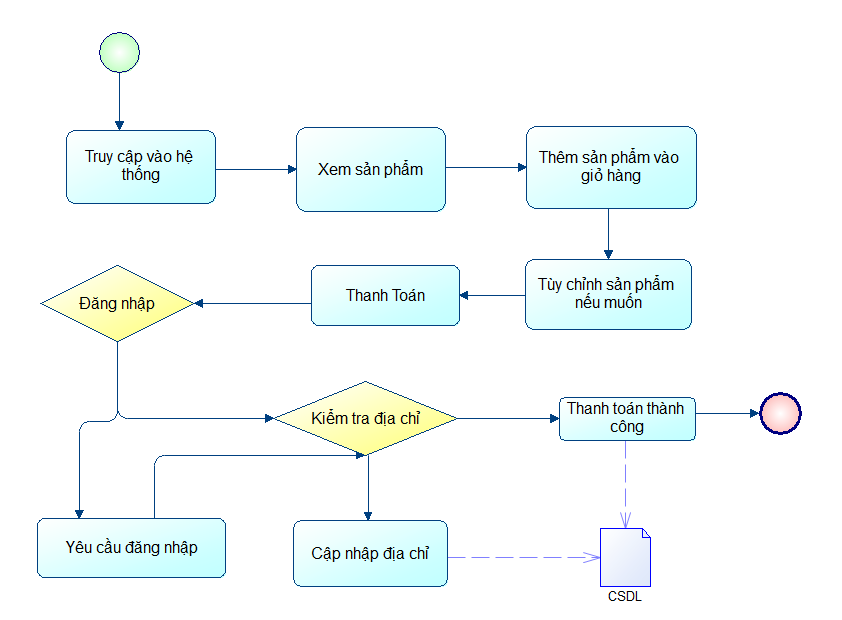 Truy cập vào hệ
thống
Xem sản phẩm
Thêm sản phẩm vào
giỏ hàng
Đăng nhập
Thanh Toán
Tùy chỉnh sản phẩm
nếu muốn
Kiểm tra địa chỉ
Thanh toán thành
công
Yêu cầu đăng nhập
Cập nhập địa chỉ
CSDL